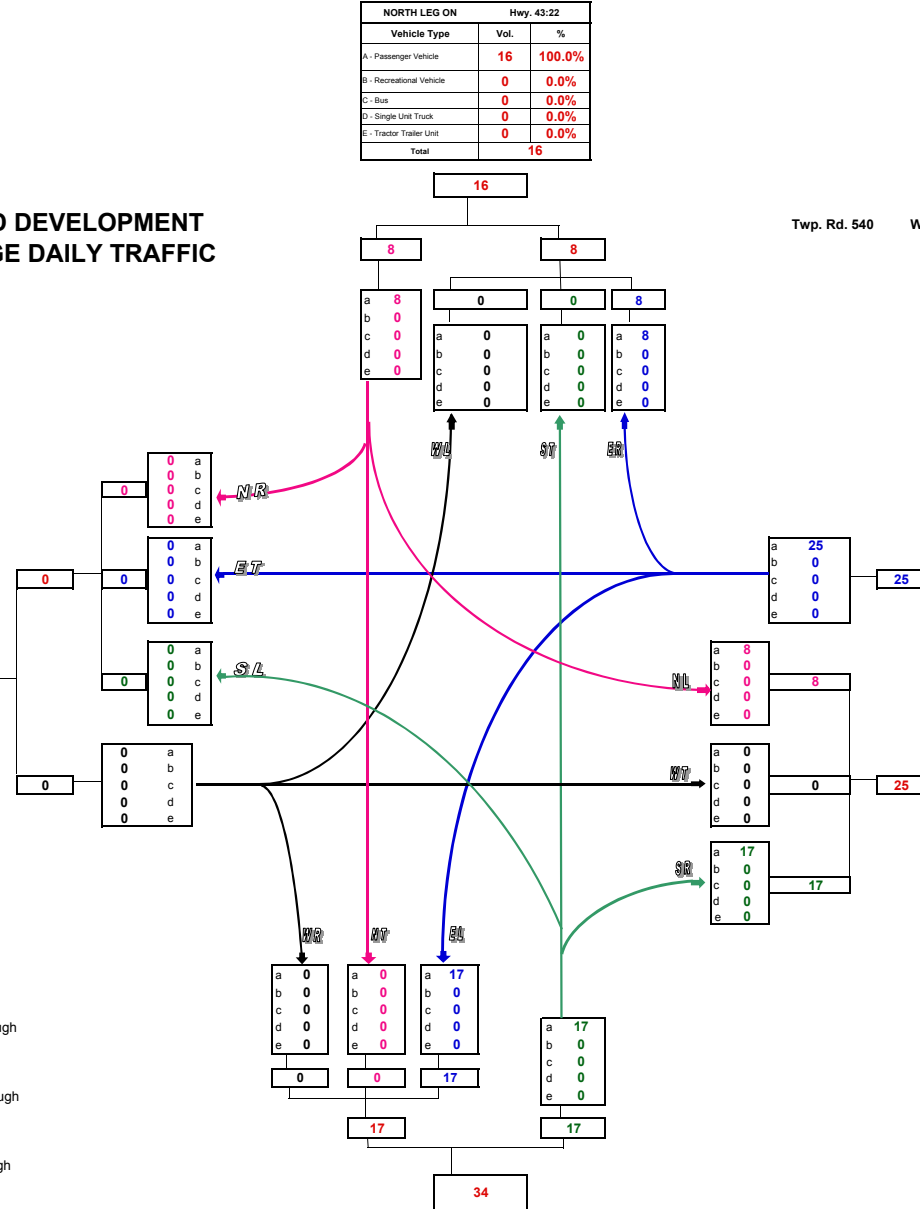 NORTH LEG ON Hwy. 43:22
Vehicle Type Vol. %
A - Passenger Vehicle 16 100.0%
B - Recreational Vehicle 0 0.0%
C - Bus 0 0.0%
D - Single Unit Truck 0 0.0%
E - Tractor Trailer Unit 0 0.0%
Total 16
16
D DEVELOPMENT
GE DAILY TRAFFIC
Twp. Rd. 540 W
8 8
0 0 8
a 8
b 0
c 0
d 0
e 0
a 0
b 0
c 0
d 0
e 0
a 0
b 0
c 0
d 0
e 0
a 8
b 0
c 0
d 0
e 0
WL ST ER
0 a
0 b
0 c
0 d
0 e
0
NR
0 a
0 b
0 c
0 d
0 e
0 0
ET
a 25
b 0
c 0
d 0
e 0
25
0 a
0 b
0 c
0 d
0 e
0
SL
a 8
b 0
c 0
d 0
e 0
8
NL
0 a
0 b
0 c
0 d
0 e
0
WT
a 0
b 0
c 0
d 0
e 0
0 25
SR
a 17
b 0
c 0
d 0
e 0
17
WR NT EL
a 0
b 0
c 0
d 0
e 0
a 0
b 0
c 0
d 0
e 0
a 17
b 0
c 0
d 0
e 0
a 17
b 0
c 0
d 0
e 0
ugh
0 0 17
ough
17 17
gh
34